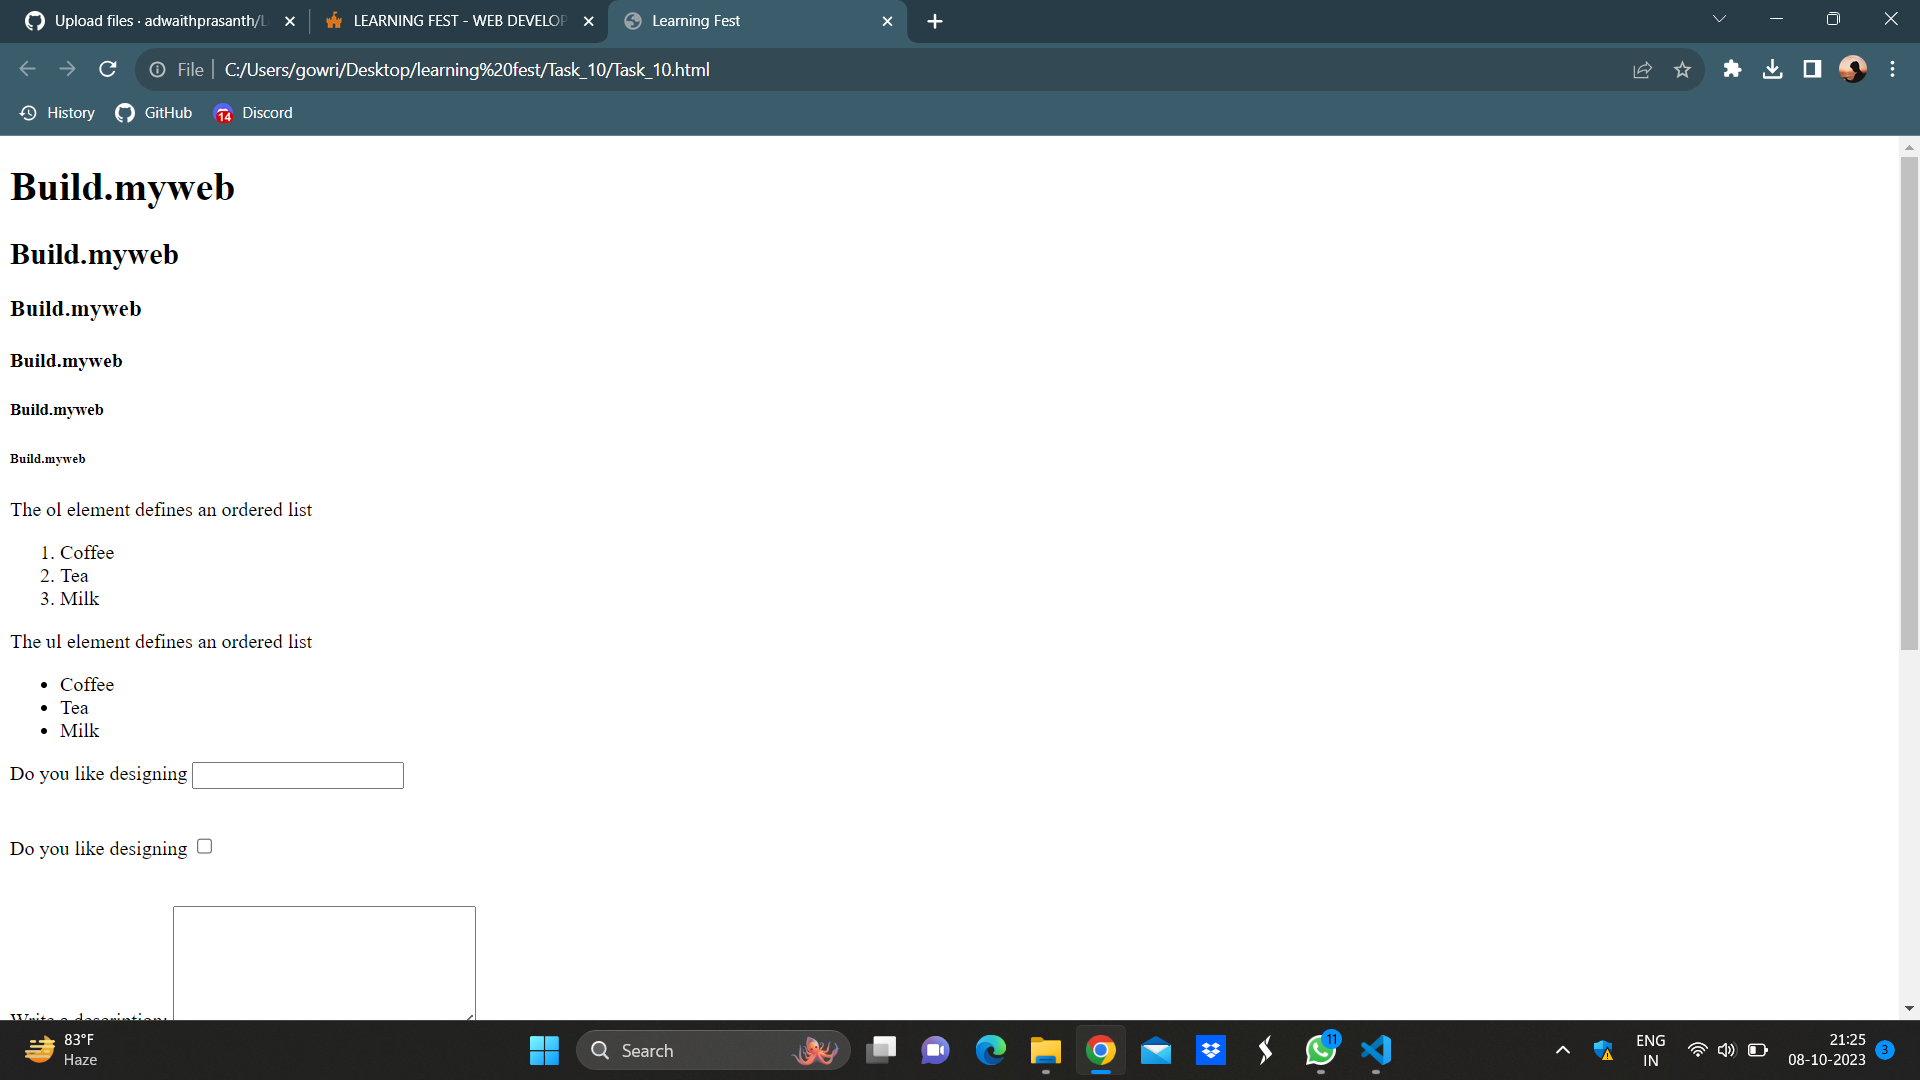 Upload files · adwaithprasanth/L
LEARNING FEST - WEB DEVELOP
Learning Fest
File
C:/Users/gowri/Desktop/learning%20fest/Task_10/Task_10.html
History
GitHub
14
Discord
Build.myweb
Build.myweb
Build.myweb
Build.myweb
Build.myweb
Build.myweb
The ol element defines an ordered list
1. Coffee
2. Tea
3. Milk
The ul element defines an ordered list
Coffee
Tea
Milk
Do you like designing
Do you like designing
Write a description:
83°F
Haze
Search
11
ENG
IN
21:25
08-10-2023
3